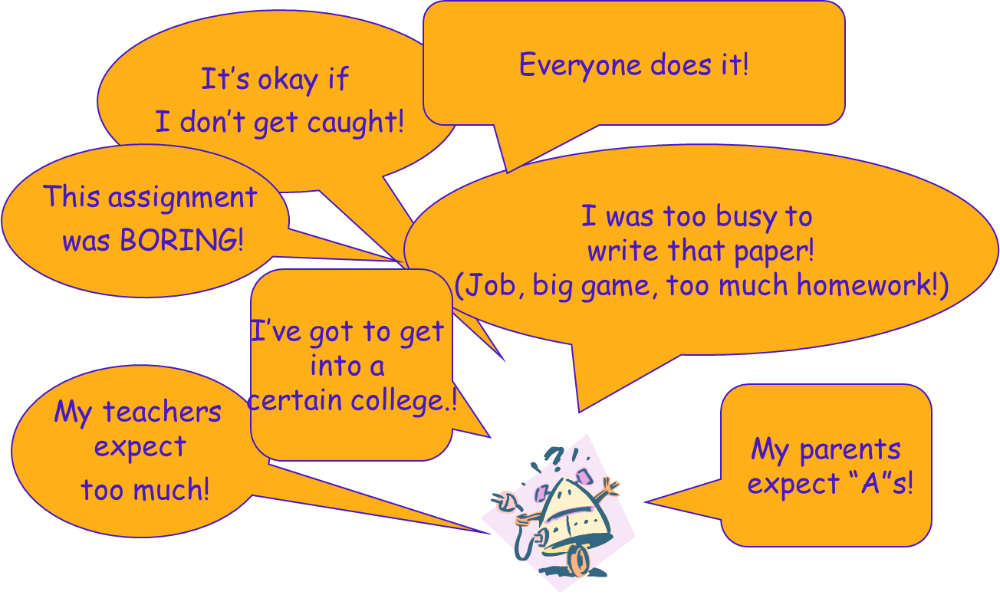 It's okay if
I don't get caught!
Everyone does it!
This assignment
was BORING!
I was too busy to
write that paper!
(Job, big game, too much homework!)
I've got to get
into a
certain college.!
My teachers
expect
too much!
My parents
expect “A”s!
!?!!